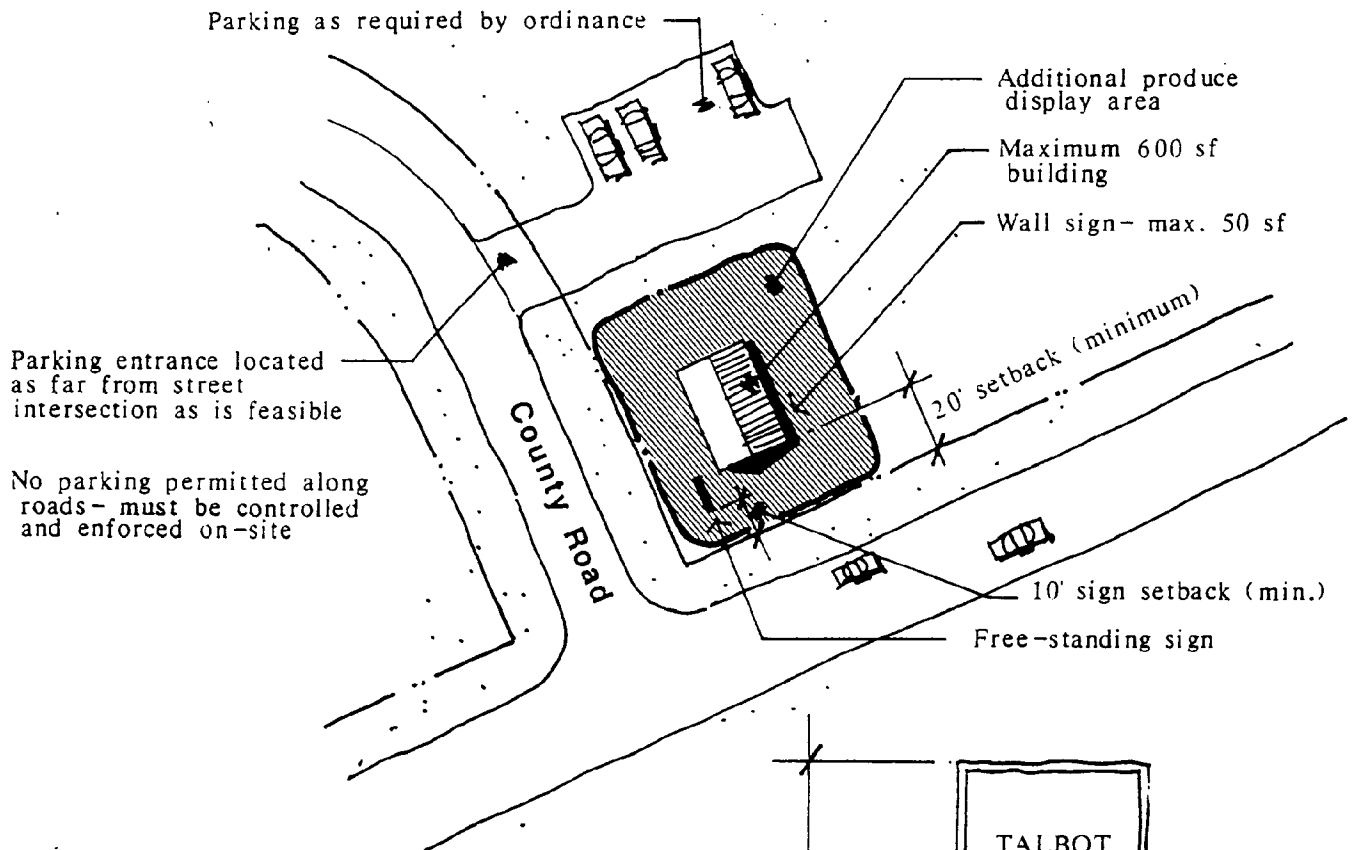 Parking as required by ordinance
Additional produce
display area
Maximum 600 sf
building
Wall sign- max. 50 sf
20' setback (minimum)
Parking entrance located
as far from street
intersection as is feasible
No parking permitted along
roads- must be controlled
and enforced on-site
County Road
10' sign setback (min.)
Free-standing sign
TALBOT